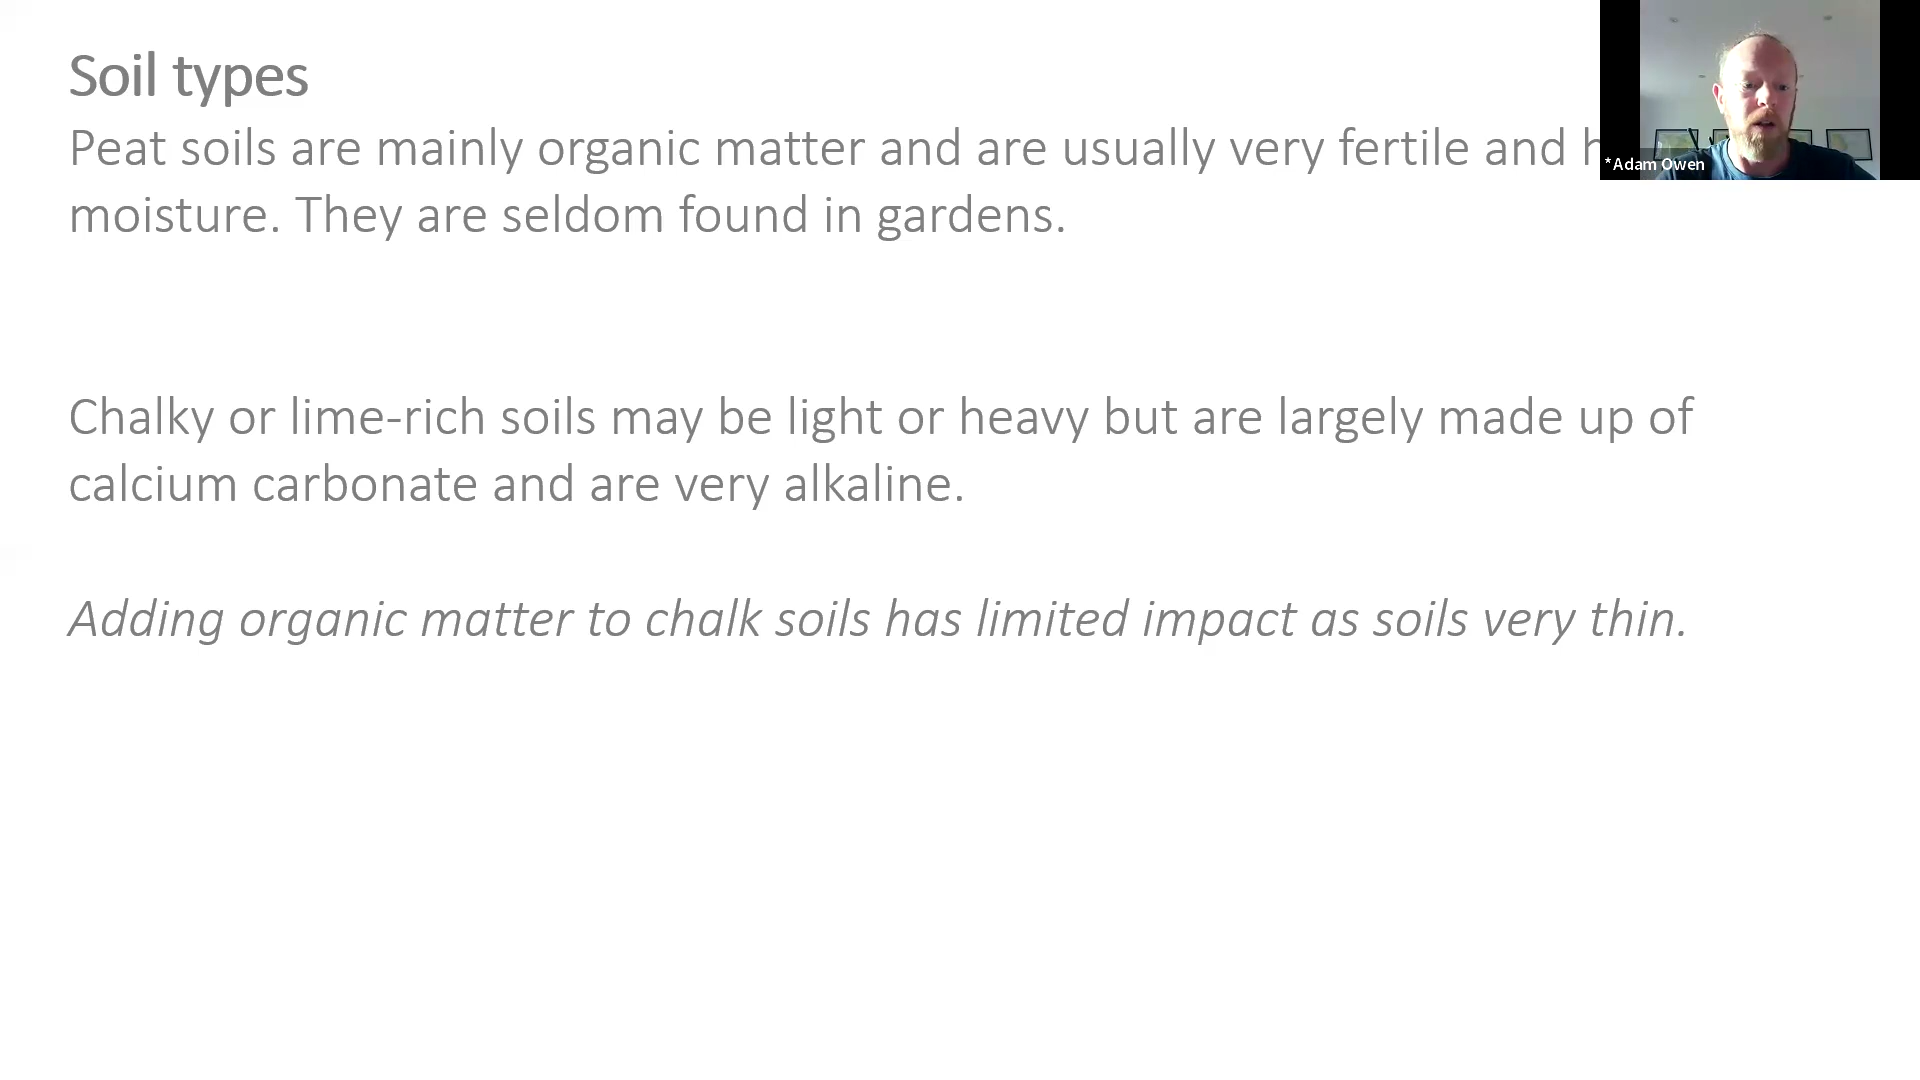 Soil types
Peat soils are mainly organic matter and are usually very fertile and
*Adam Owen
moisture. They are seldom found in gardens.
Chalky or lime-rich soils may be light or heavy but are largely made up of
calcium carbonate and are very alkaline.
Adding organic matter to chalk soils has limited impact as soils very thin.